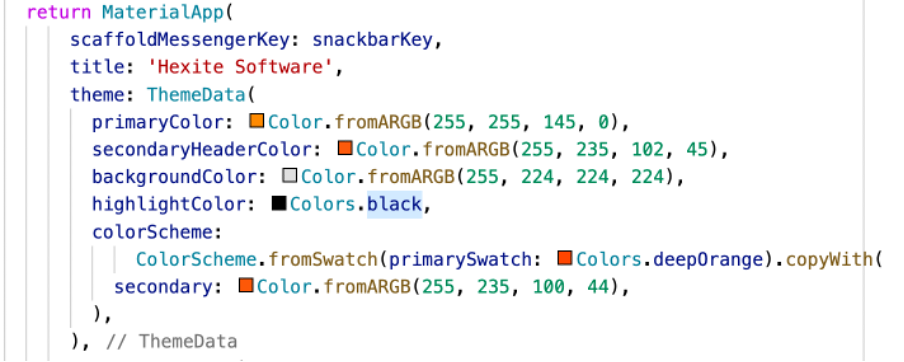 return MaterialApp(
scaffoldMessengerKey: snackbarKey,
title: 'Hexite Software',
theme: ThemeData(
primaryColor: Color.fromARGB(255, 255, 145, 0),
secondaryHeaderColor: Color.fromARGB(255, 235, 102, 45),
backgroundColor: Color.fromARGB(255, 224, 224, 224),
highlightColor: Colors.black,
colorScheme:
ColorScheme.fromSwatch(primarySwatch: Colors.deepOrange).copyWith(
secondary: Color.fromARGB(255, 235, 100, 44),
),
), // ThemeData